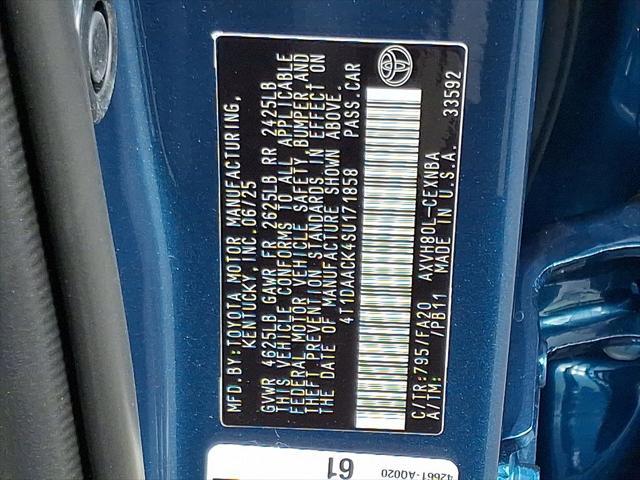 MFD.BY:TOYOTA MOTOR MANUFACTURING,
KENTUCKY, INC.06/25
GVWR 4625LB GAWR FR 2625LB RR 2425LB
THIS VEHICLE CONFORMS TO ALL APPLICABLE
FEDERAL MOTOR VEHICLE SAFETY, BUMPER, AND
THEFT PREVENTION STANDARDS IN EFFECT ON
THE DATE OF MANUFACTURE SHOWN ABOVE.
4T1DAACK4SU171858 PASS.CAR
C/TR:795/FA20 AXVH80L-CEXNBA
A/TM: /PB11 MADE IN U.S.A. 33592
61
42661-A0020